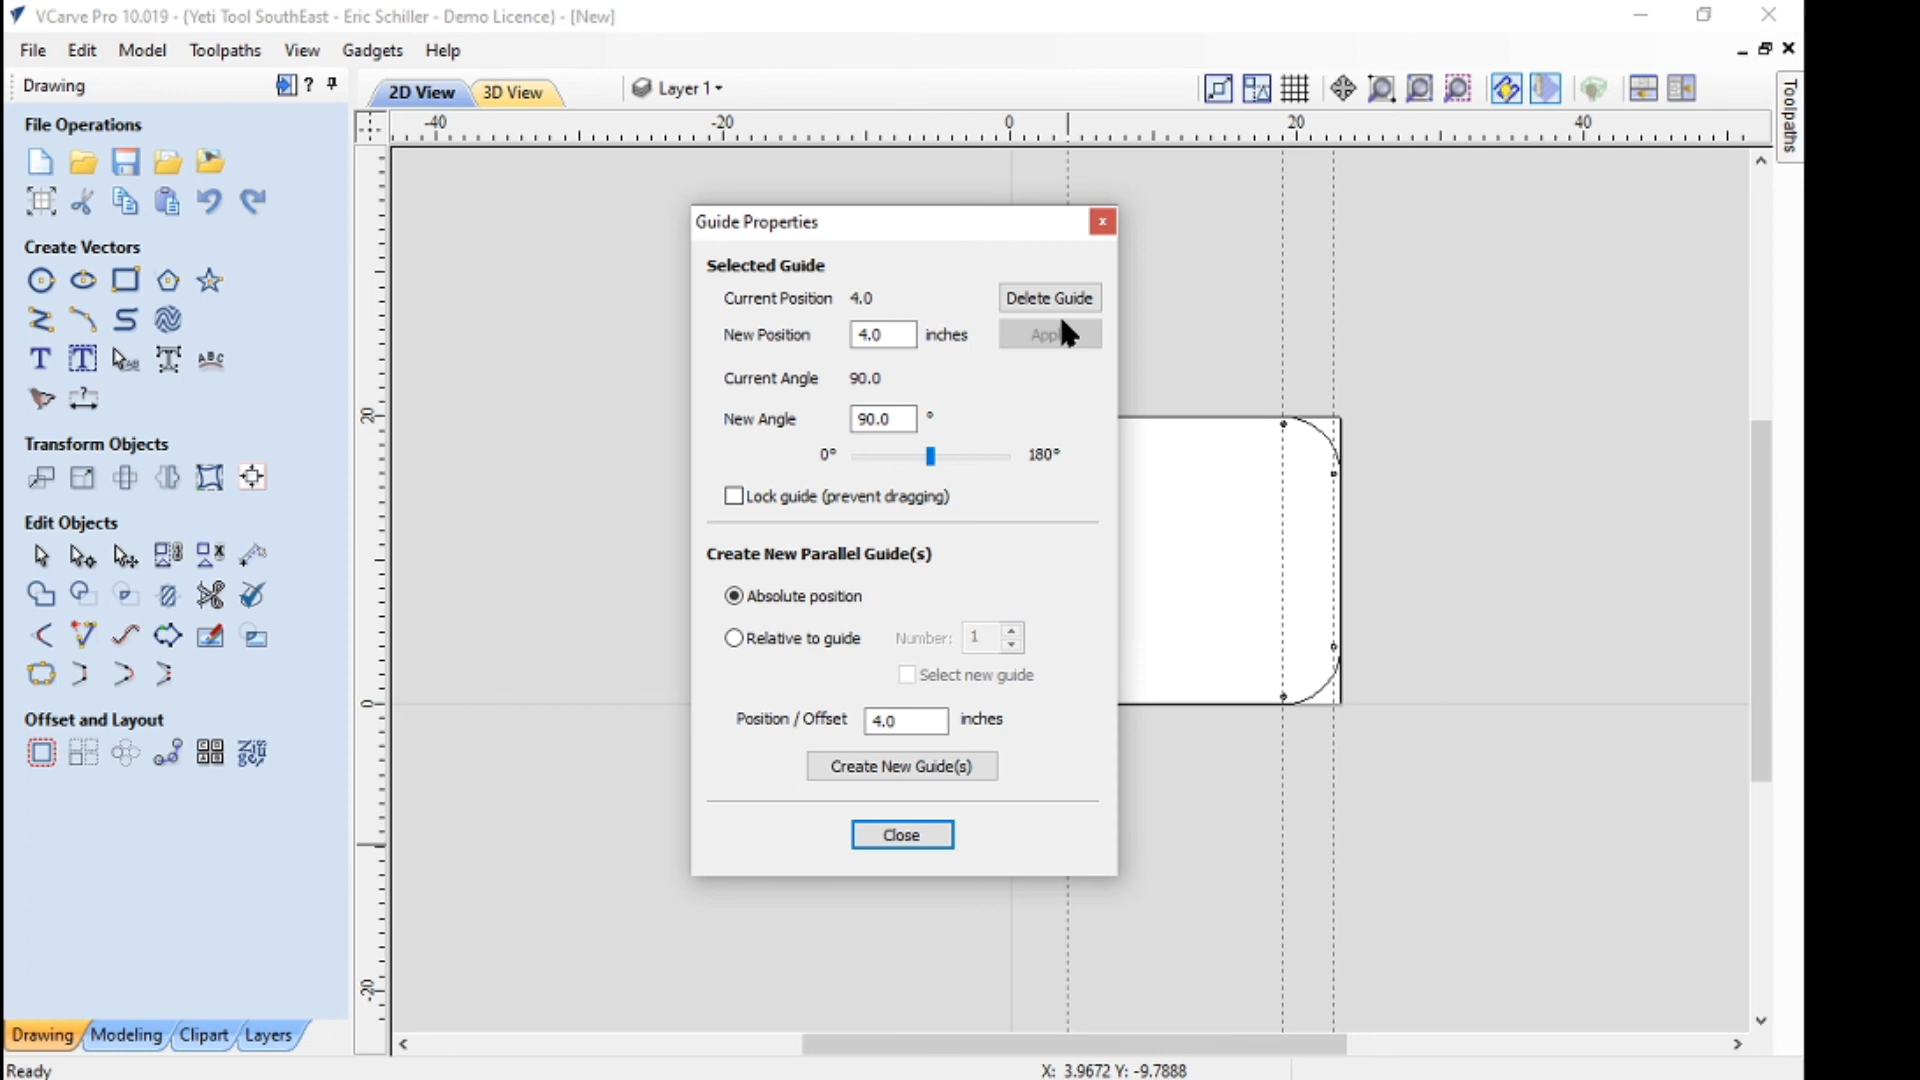 VCarve Pro 10.019 - {Yeti Tool SouthEast - Eric Schiller - Demo Licence} - [New]
File Edit Model Toolpaths View Gadgets Help
Drawing ?
2D View 3D View Layer 1
Toolpaths
-40 -20 0 20 40
File Operations
Create Vectors
Transform Objects
Edit Objects
Offset and Layout
20
0
-20
Guide Properties
Selected Guide
Current Position 4.0 Delete Guide
New Position 4.0 inches
Current Angle 90.0
New Angle 90.0 °
0° 180°
Lock guide (prevent dragging)
Create New Parallel Guide(s)
Absolute position
Relative to guide Number: 1
Select new guide
Position / Offset 4.0 inches
Create New Guide(s)
Close
Drawing Modeling Clipart Layers
Ready X: 3.9672 Y: -9.7888